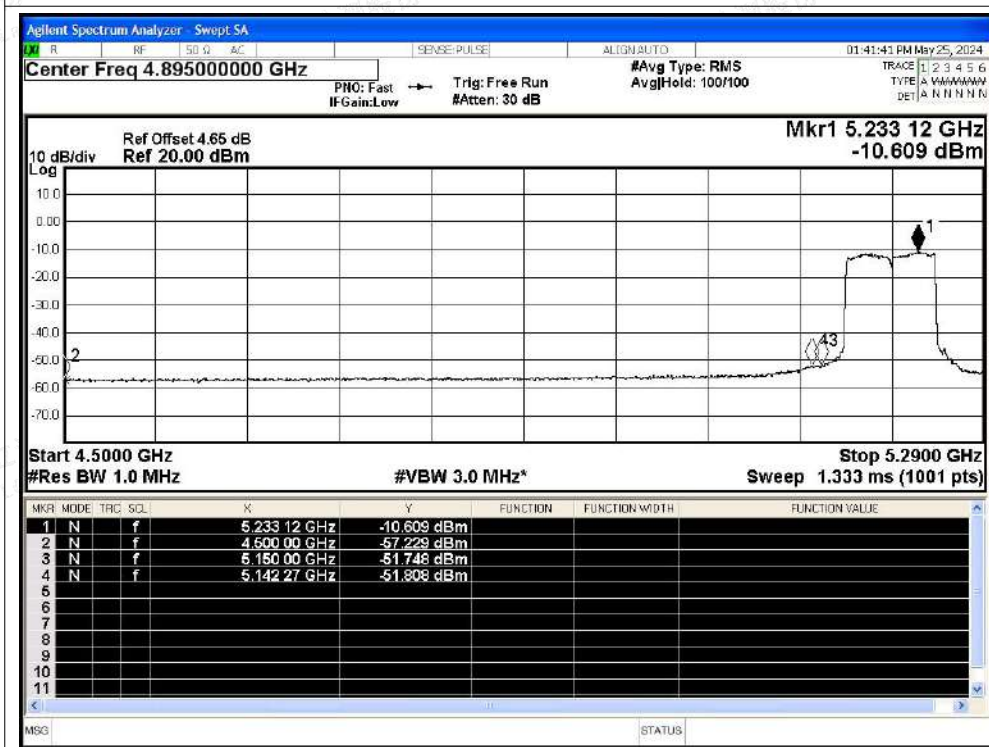 Agilent Spectrum Analyzer - Swept SA
LXI R RF 50 Ω AC SENSE:PULSE ALIGN AUTO 01:41:41 PM May 25, 2024
Center Freq 4.895000000 GHz
PNO: Fast Trig: Free Run #Avg Type: RMS TRACE 1 2 3 4 5 6
IFGain:Low #Atten: 30 dB Avg|Hold: 100/100 TYPE A WWWWW
DET A N N N N N
Mkr1 5.233 12 GHz
-10.609 dBm
Ref Offset 4.65 dB
10 dB/div Ref 20.00 dBm
Log
10.0
0.00
-10.0
-20.0
-30.0
-40.0
-50.0
-60.0
-70.0
1
2
43
Start 4.5000 GHz Stop 5.2900 GHz
#Res BW 1.0 MHz #VBW 3.0 MHz* Sweep 1.333 ms (1001 pts)
MKR MODE TRC SCL X Y FUNCTION FUNCTION WIDTH FUNCTION VALUE
1 N f 5.233 12 GHz -10.609 dBm
2 N f 4.500 00 GHz -57.229 dBm
3 N f 5.150 00 GHz -51.748 dBm
4 N f 5.142 27 GHz -51.808 dBm
5
6
7
8
9
10
11
MSG STATUS